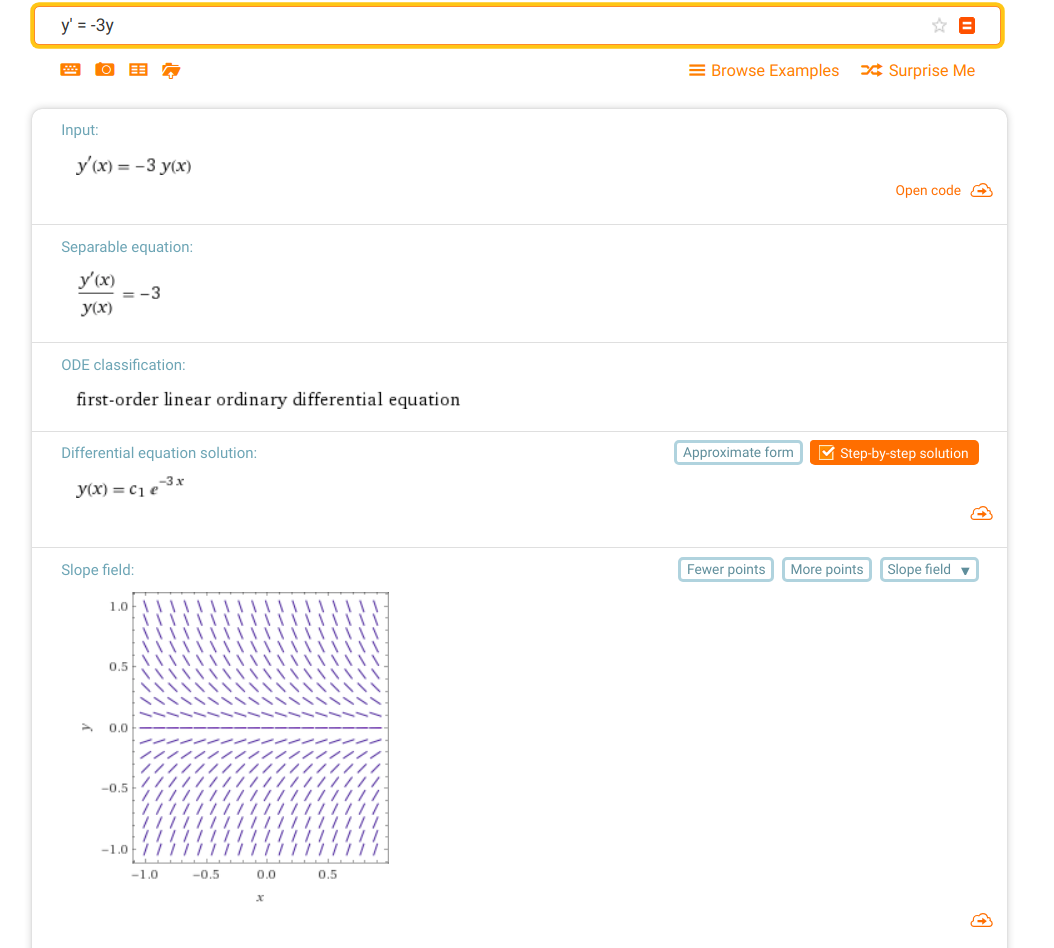 y' = -3y
Browse Examples Surprise Me
Input:
y′(x) = −3 y(x)
Open code
Separable equation:
y′(x)
y(x)
= −3
ODE classification:
first-order linear ordinary differential equation
Differential equation solution:
Approximate form Step-by-step solution
y(x) = c₁ e^−3 x
Slope field:
Fewer points More points Slope field ▼
1.0
0.5
y 0.0
−0.5
−1.0
−1.0 −0.5 0.0 0.5
x